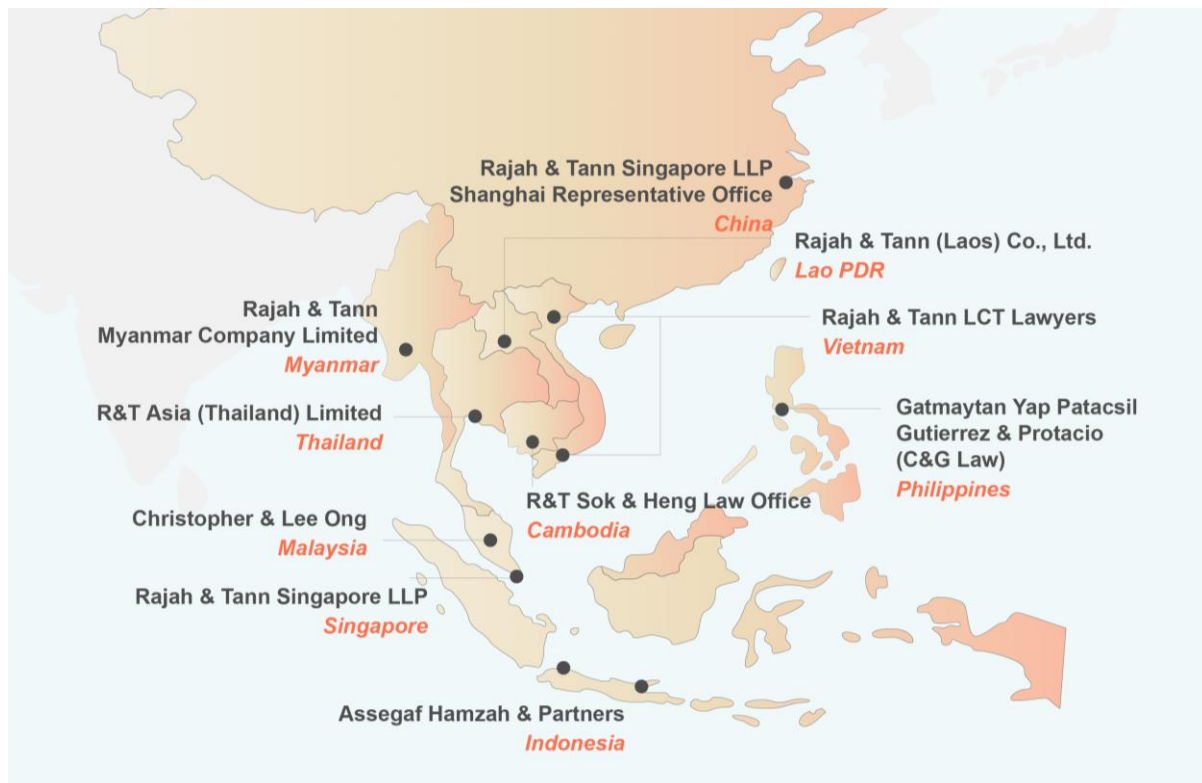 Rajah & Tann Singapore LLP
Shanghai Representative Office
China
Rajah & Tann (Laos) Co., Ltd.
Lao PDR
Rajah & Tann
Myanmar Company Limited
Myanmar
Rajah & Tann LCT Lawyers
Vietnam
R&T Asia (Thailand) Limited
Thailand
Gatmaytan Yap Patacsil
Gutierrez & Protacio
(C&G Law)
Philippines
R&T Sok & Heng Law Office
Cambodia
Christopher & Lee Ong
Malaysia
Rajah & Tann Singapore LLP
Singapore
Assegaf Hamzah & Partners
Indonesia